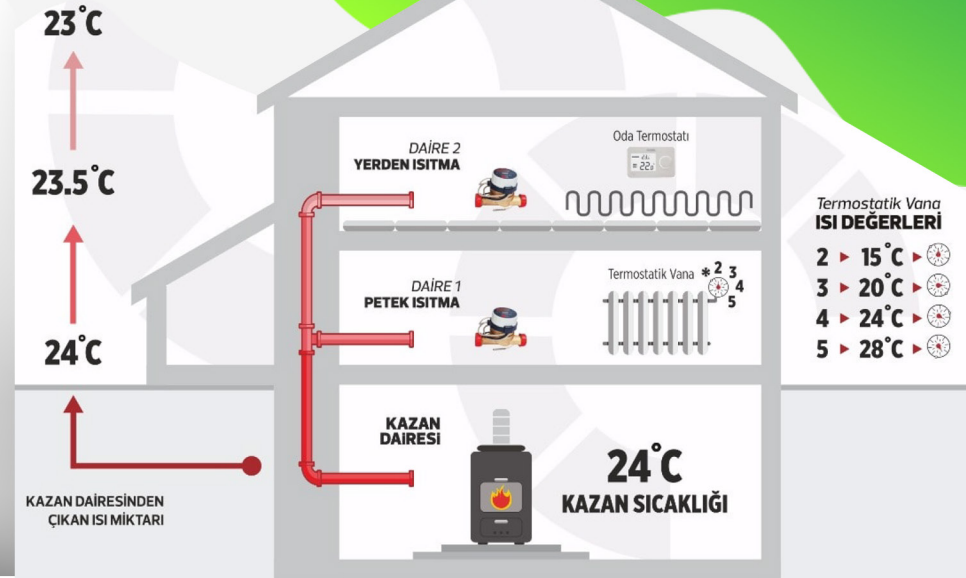 23°C
23.5°C
24°C
KAZAN DAİRESİNDEN
ÇIKAN ISI MİKTARI
DAİRE 2
YERDEN ISITMA
Oda Termostatı
22
DAİRE 1
PETEK ISITMA
Termostatik Vana * 2 3
4
5
KAZAN
DAİRESİ
24°C
KAZAN SICAKLIĞI
Termostatik Vana
ISI DEĞERLERİ
2 ▸ 15°C ▸
3 ▸ 20°C ▸
4 ▸ 24°C ▸
5 ▸ 28°C ▸